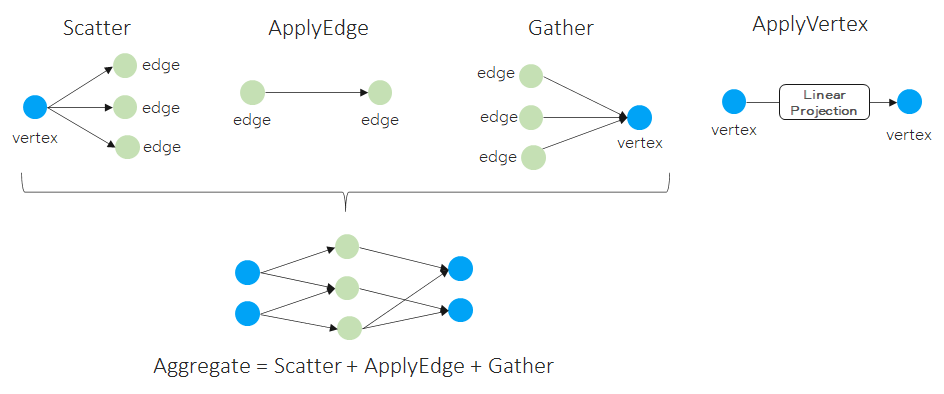 Scatter
edge
edge
edge
vertex
ApplyEdge
edge
edge
Gather
edge
edge
edge
vertex
ApplyVertex
Linear
Projection
vertex
vertex
Aggregate = Scatter + ApplyEdge + Gather